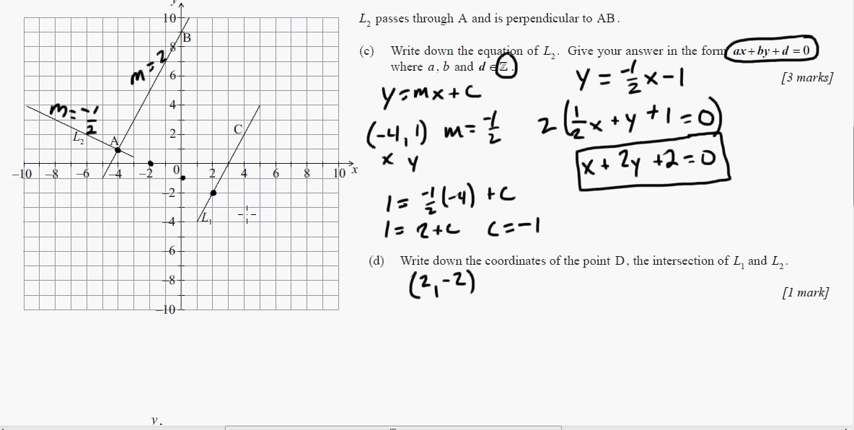 y
10
B
8
6
m=2
4
m=-1/2
2
L₂
A
C
-10 -8 -6 -4 -2 0 2 4 6 8 10 x
-2
L₁
-4
-6
-8
-10
L₂ passes through A and is perpendicular to AB.
(c) Write down the equation of L₂. Give your answer in the form ax+by+d=0
where a, b and d ∈ ℤ.
[3 marks]
y=mx+c
(-4,1) m=-1/2
x y
1=-1/2(-4)+c
1=2+c c=-1
y=-1/2x-1
2(1/2x+y+1=0)
x+2y+2=0
(d) Write down the coordinates of the point D, the intersection of L₁ and L₂.
(2,-2)
[1 mark]
y.